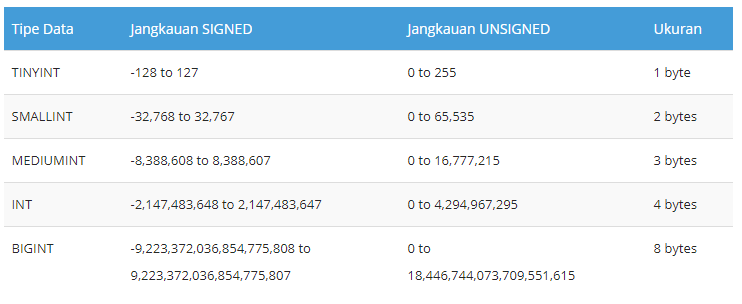 Tipe Data Jangkauan SIGNED Jangkauan UNSIGNED Ukuran
TINYINT -128 to 127 0 to 255 1 byte
SMALLINT -32,768 to 32,767 0 to 65,535 2 bytes
MEDIUMINT -8,388,608 to 8,388,607 0 to 16,777,215 3 bytes
INT -2,147,483,648 to 2,147,483,647 0 to 4,294,967,295 4 bytes
BIGINT -9,223,372,036,854,775,808 to 0 to 8 bytes
9,223,372,036,854,775,807 18,446,744,073,709,551,615